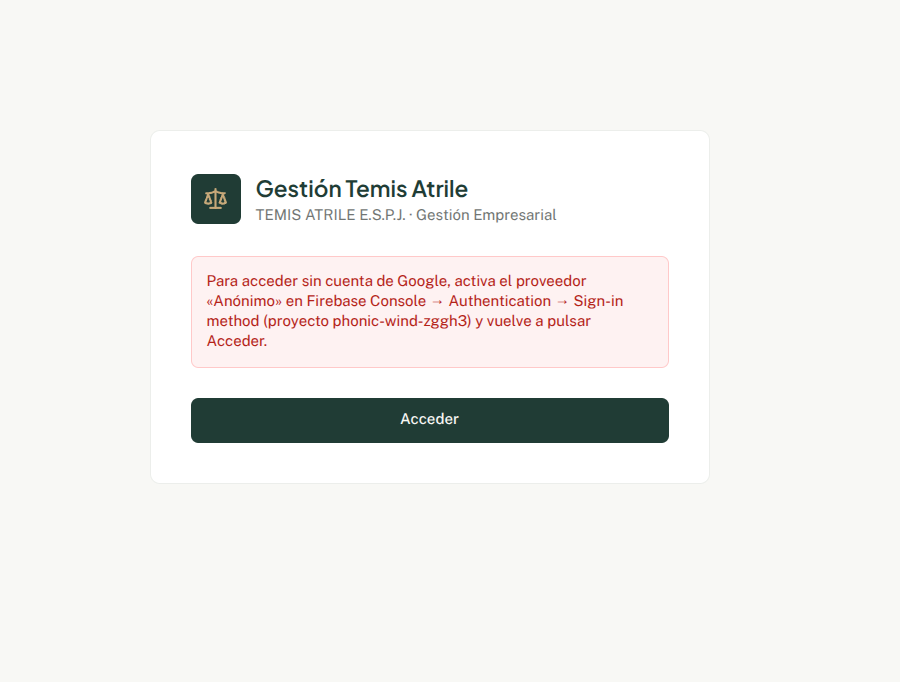 Gestión Temis Atrile
TEMIS ATRILE E.S.P.J. · Gestión Empresarial
Para acceder sin cuenta de Google, activa el proveedor
«Anónimo» en Firebase Console → Authentication → Sign-in
method (proyecto phonic-wind-zggh3) y vuelve a pulsar
Acceder.
Acceder